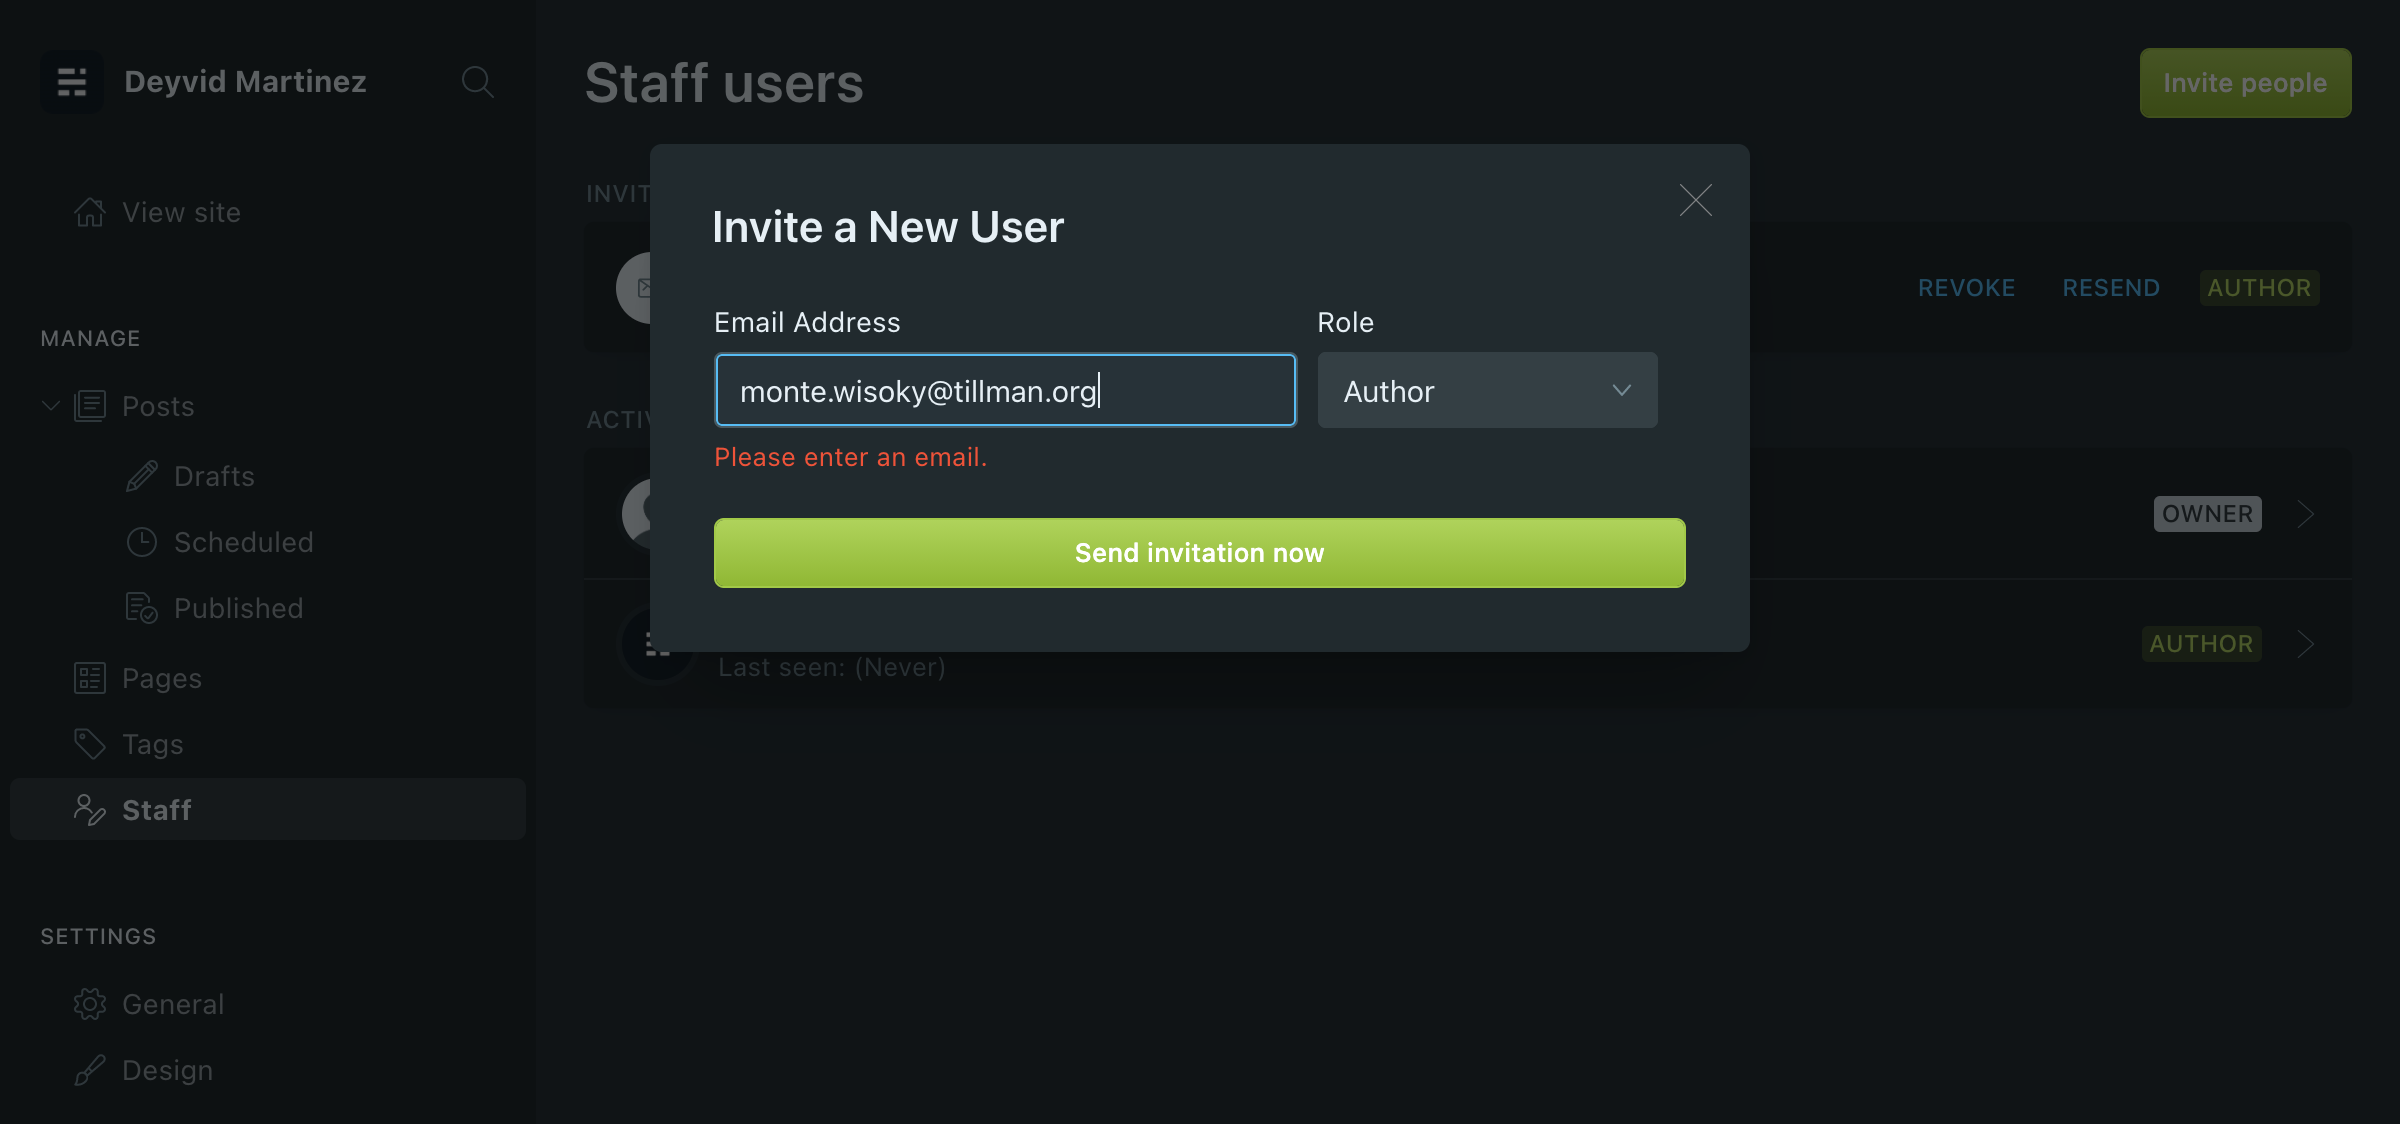 Deyvid Martinez
View site
MANAGE
Posts
Drafts
Scheduled
Published
Pages
Tags
Staff
SETTINGS
General
Design
Staff users
Invite people
REVOKE RESEND AUTHOR
OWNER
Last seen: (Never)
AUTHOR
Invite a New User
Email Address
Role
monte.wisoky@tillman.org
Author
Please enter an email.
Send invitation now